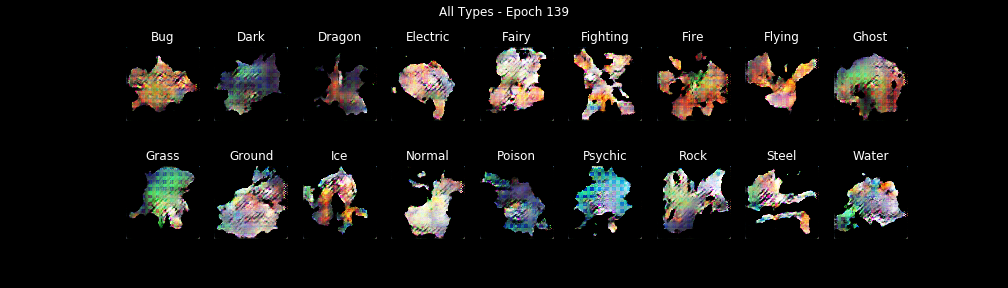 All Types - Epoch 139
Bug Dark Dragon Electric Fairy Fighting Fire Flying Ghost
Grass Ground Ice Normal Poison Psychic Rock Steel Water